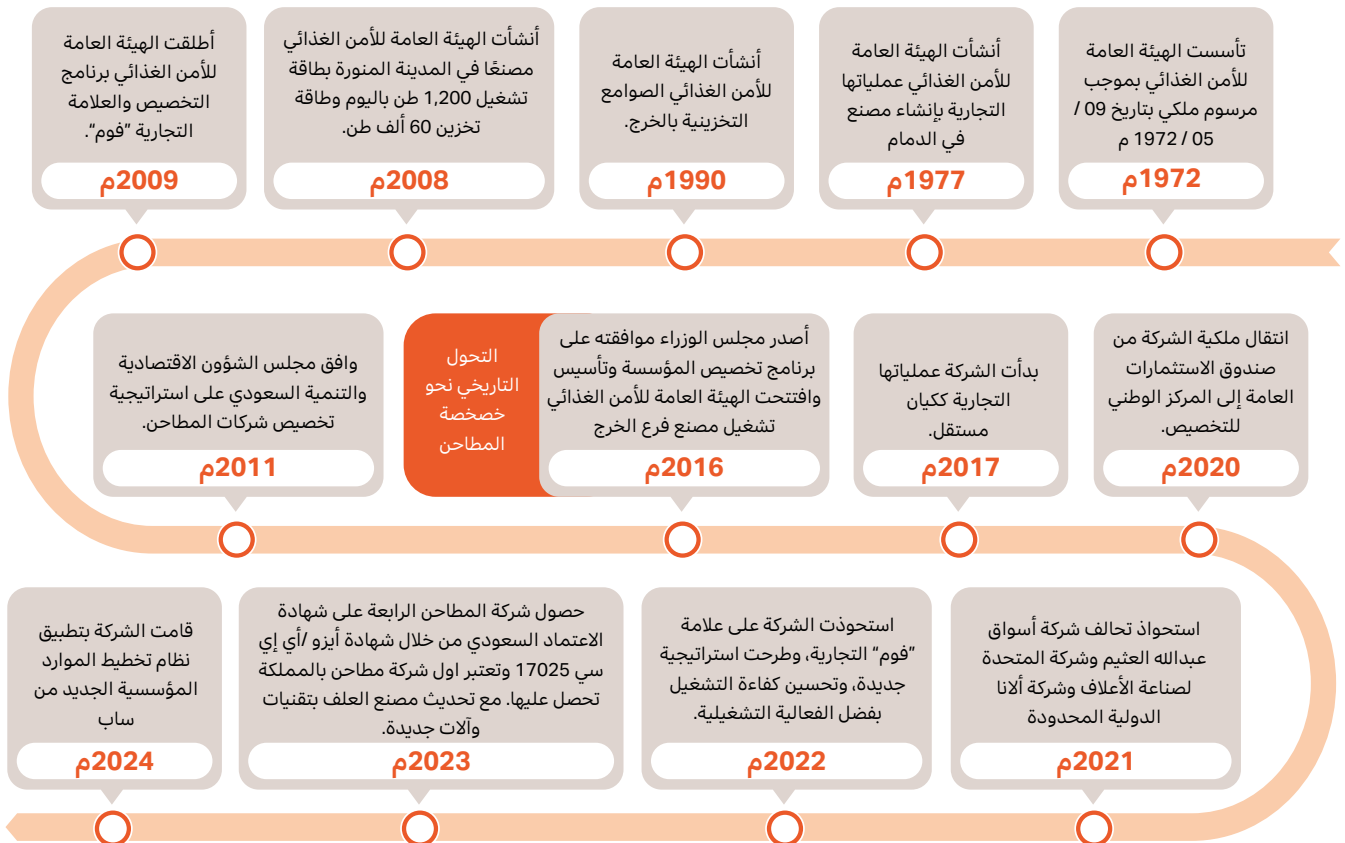 تأسست الهيئة العامة
للأمن الغذائي بموجب
مرسوم ملكي بتاريخ 09 /
05 / 1972 م
1972م
أنشأت الهيئة العامة
للأمن الغذائي عملياتها
التجارية بإنشاء مصنع
في الدمام
1977م
أنشأت الهيئة العامة
للأمن الغذائي الصوامع
التخزينية بالخرج.
1990م
أنشأت الهيئة العامة للأمن الغذائي
مصنعًا في المدينة المنورة بطاقة
تشغيل 1,200 طن باليوم وطاقة
تخزين 60 ألف طن.
2008م
أطلقت الهيئة العامة
للأمن الغذائي برنامج
التخصيص والعلامة
التجارية "فوم".
2009م
وافق مجلس الشؤون الاقتصادية
والتنمية السعودي على استراتيجية
تخصيص شركات المطاحن.
2011م
التحول
التاريخي نحو
خصخصة
المطاحن
أصدر مجلس الوزراء موافقته على
برنامج تخصيص المؤسسة وتأسيس
وافتتحت الهيئة العامة للأمن الغذائي
تشغيل مصنع فرع الخرج
2016م
بدأت الشركة عملياتها
التجارية ككيان
مستقل.
2017م
انتقال ملكية الشركة من
صندوق الاستثمارات
العامة إلى المركز الوطني
للتخصيص.
2020م
استحواذ تحالف شركة أسواق
عبدالله العثيم وشركة المتحدة
لصناعة الأعلاف وشركة ألانا
الدولية المحدودة
2021م
استحوذت الشركة على علامة
"فوم" التجارية، وطرحت استراتيجية
جديدة، وتحسين كفاءة التشغيل
بفضل الفعالية التشغيلية.
2022م
حصول شركة المطاحن الرابعة على شهادة
الاعتماد السعودي من خلال شهادة أيزو /أي إي
سي 17025 وتعتبر اول شركة مطاحن بالمملكة
تحصل عليها. مع تحديث مصنع العلف بتقنيات
وآلات جديدة.
2023م
قامت الشركة بتطبيق
نظام تخطيط الموارد
المؤسسية الجديد من
ساب
2024م